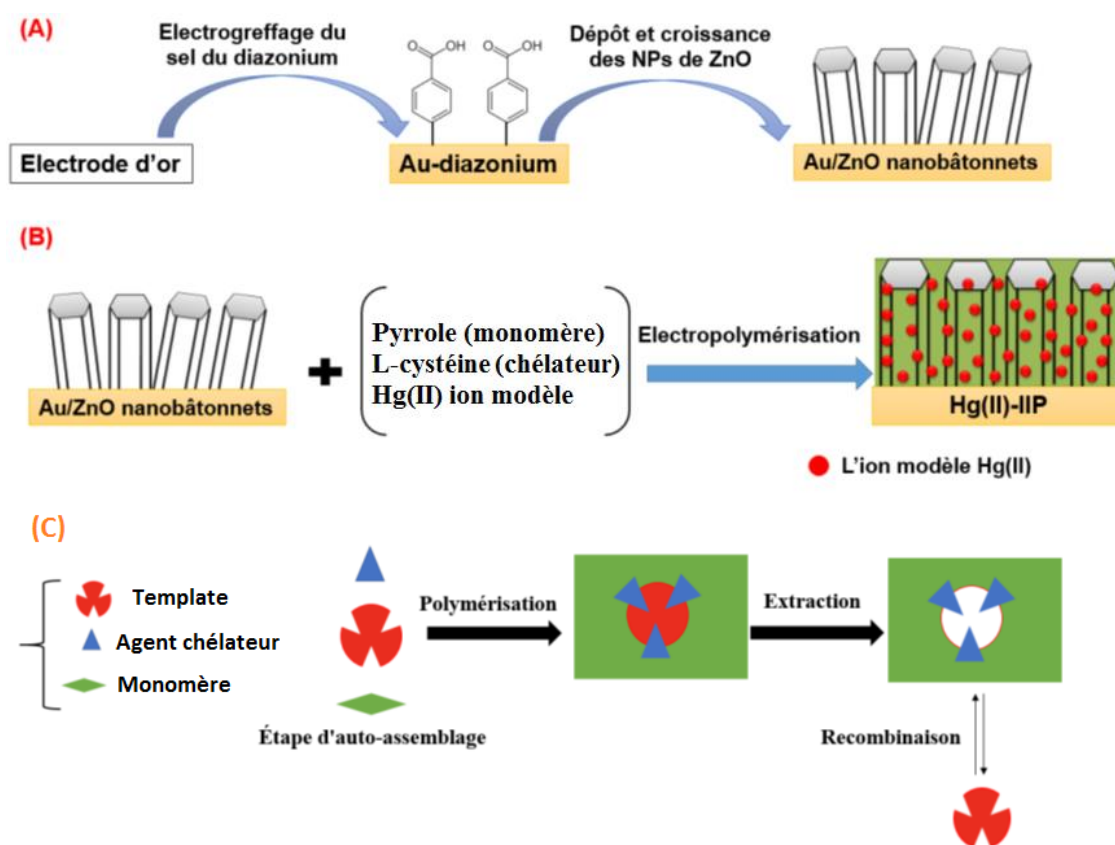 (A)
Electrogreffage du
sel du diazonium
Dépôt et croissance
des NPs de ZnO
O OH O OH
Electrode d'or
Au-diazonium
Au/ZnO nanobâtonnets
(B)
Pyrrole (monomère)
L-cystéine (chélateur)
Hg(II) ion modèle
Electropolymérisation
Au/ZnO nanobâtonnets
Hg(II)-IIP
L'ion modèle Hg(II)
(C)
Template
Agent chélateur
Monomère
Polymérisation
Extraction
Étape d'auto-assemblage
Recombinaison